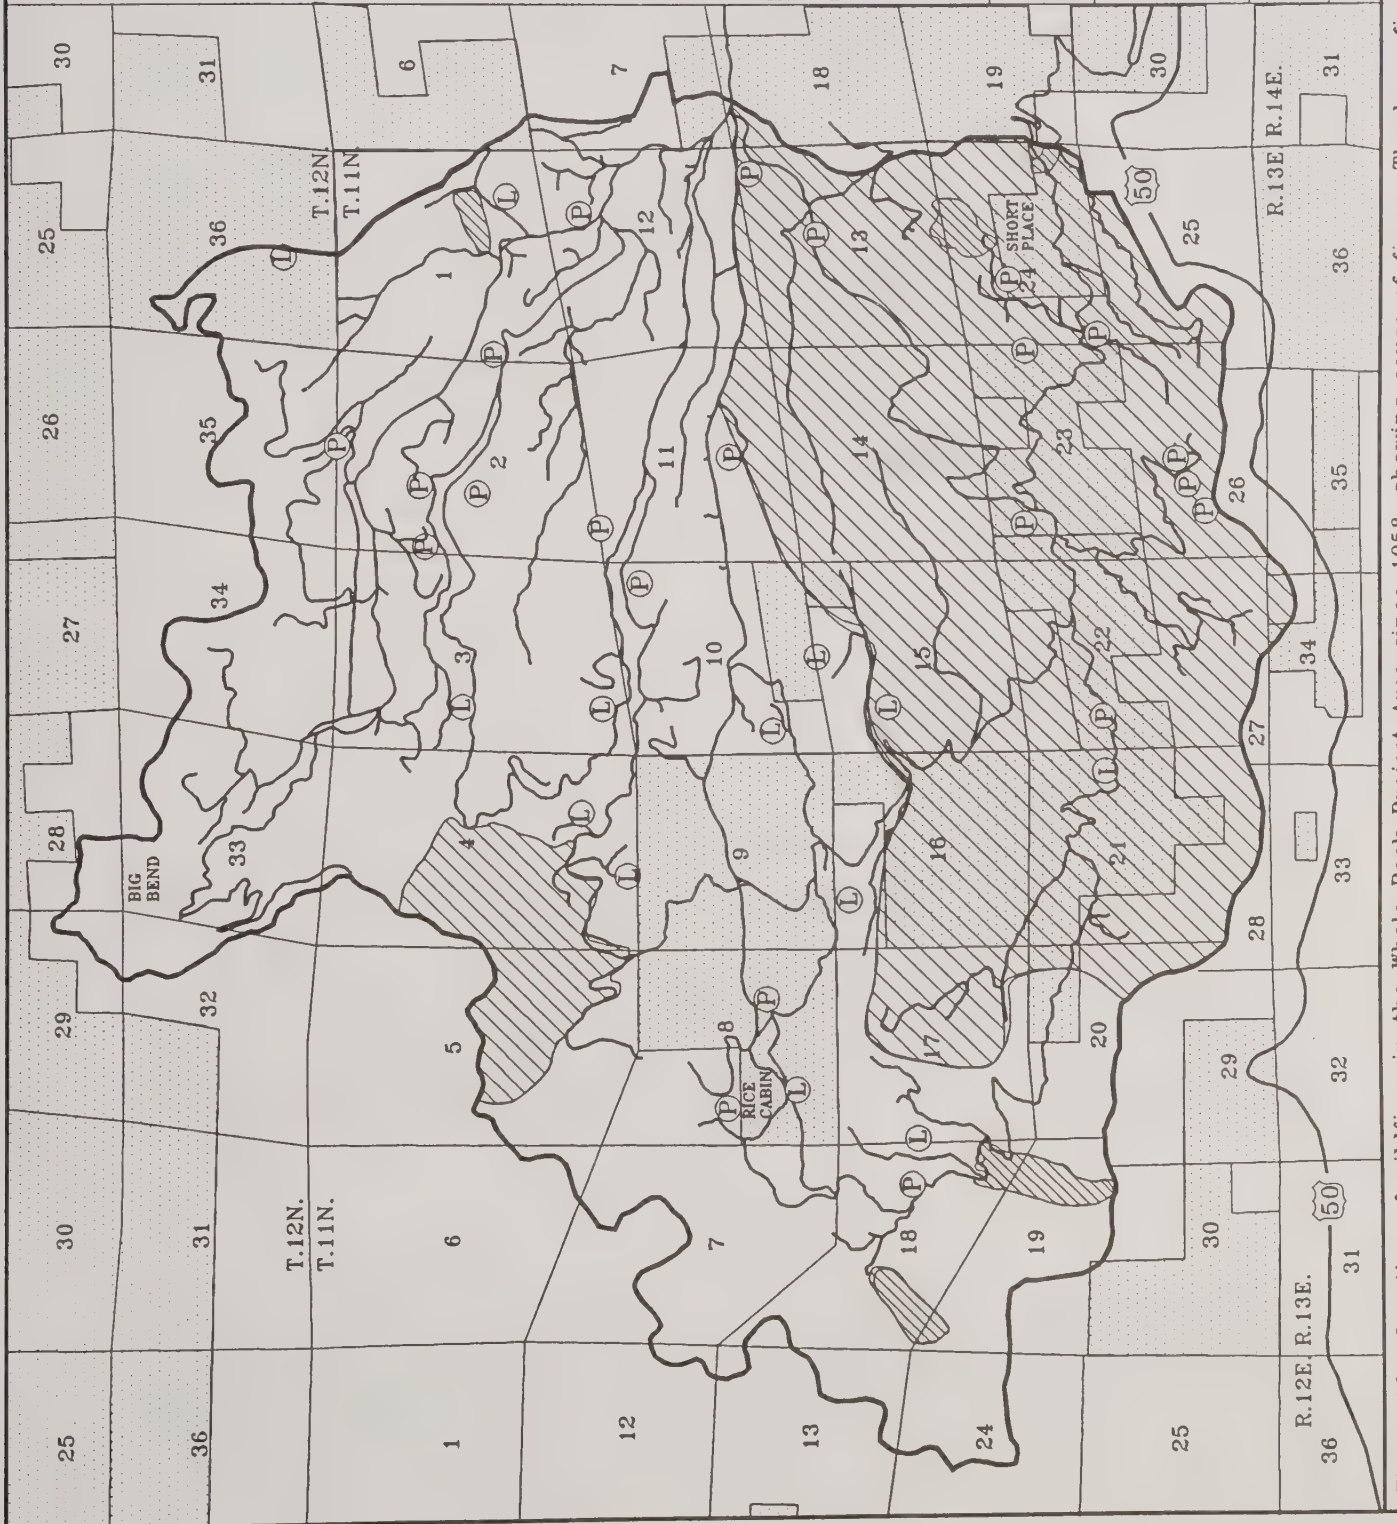 25 30 29 28 27 26 25 30
36 31 32 33 34 35 36 31
BIG
BEND
L
T.12N.
T.11N.
T.12N.
T.11N.
P
P P
1 6 5 4 3 2 1 6
L P P L
L L P P
L P
12 7 8 9 10 11 12 7
P P
RICE
CABIN
L L P P
L P
13 18 17 16 15 14 13 18
L L
P L
24 19 20 21 22 23 24 19
SHORT
PLACE
P P P
L P P
P P P
25 30 29 28 27 26 25 30
50
R.12E. R.13E.
R.13E. R.14E.
50
36 31 32 33 34 35 36 31